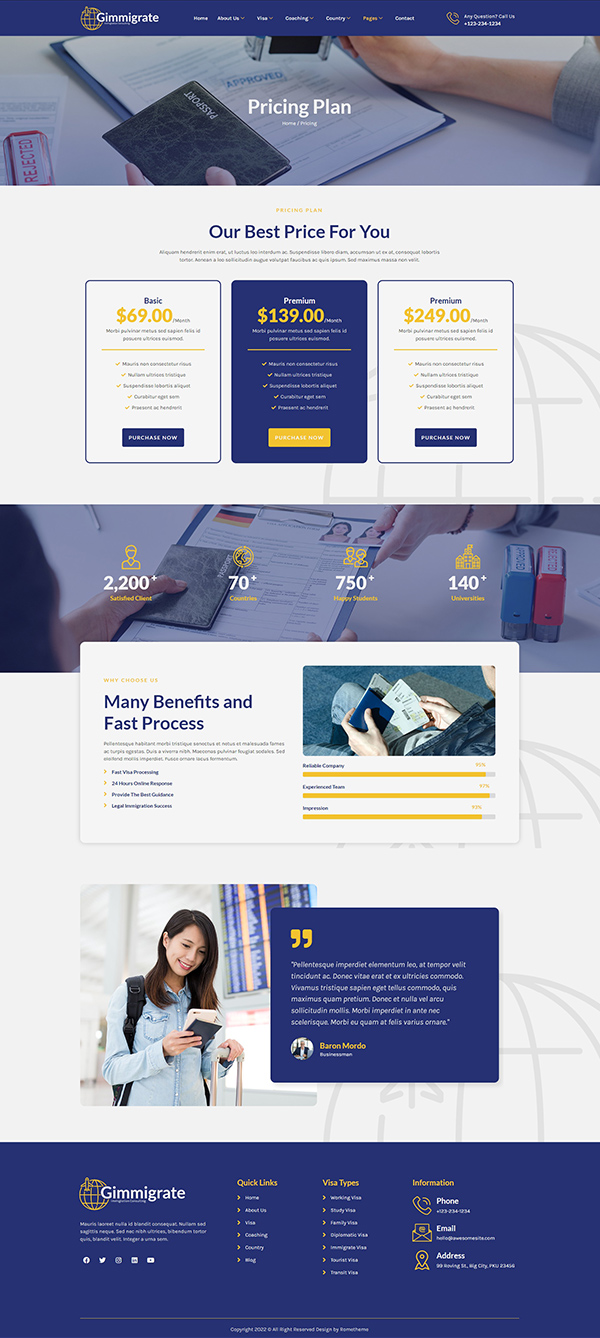 Gimmigrate
Home
About Us
Visa
Coaching
Country
Pages
Contact
Any Question? Call Us
+123-234-1234
APPROVED
PASSPORT
REJECTED
Pricing Plan
Home / Pricing
PRICING PLAN
Our Best Price For You
Aliquam hendrerit enim erat, ut luctus leo interdum ac. Suspendisse libero diam, accumsan ut ex at, consequat lobortis
tortor. Aenean a leo sollicitudin augue volutpat faucibus ac quis ipsum. Sed maximus massa non velit.
Basic
$69.00/Month
Morbi pulvinar metus sed sapien felis id
posuere ultrices euismod.
Mauris non consectetur risus
Nullam ultrices tristique
Suspendisse lobortis aliquet
Curabitur eget sem
Praesent ac hendrerit
PURCHASE NOW
Premium
$139.00/Month
Morbi pulvinar metus sed sapien felis id
posuere ultrices euismod.
Mauris non consectetur risus
Nullam ultrices tristique
Suspendisse lobortis aliquet
Curabitur eget sem
Praesent ac hendrerit
PURCHASE NOW
Premium
$249.00/Month
Morbi pulvinar metus sed sapien felis id
posuere ultrices euismod.
Mauris non consectetur risus
Nullam ultrices tristique
Suspendisse lobortis aliquet
Curabitur eget sem
Praesent ac hendrerit
PURCHASE NOW
2,200+
Satisfied Client
70+
Countries
750+
Happy Students
140+
Universities
WHY CHOOSE US
Many Benefits and
Fast Process
Pellentesque habitant morbi tristique senectus et netus et malesuada fames
ac turpis egestas. Duis a viverra nibh. Maecenas pulvinar feugiat sodales. Sed
eleifend mollis imperdiet. Fusce ornare lacus fermentum.
Fast Visa Processing
24 Hours Online Response
Provide The Best Guidance
Legal Immigration Success
Reliable Company
95%
Experienced Team
97%
Impression
93%
"Pellentesque imperdiet elementum leo, at tempor velit
tincidunt ac. Donec vitae erat et ex ultricies commodo.
Vivamus tristique sapien eget tellus commodo, quis
maximus quam pretium. Donec et nulla vel arcu
sollicitudin mollis. Morbi imperdiet in ante nec
scelerisque. Morbi eu quam at felis varius ornare."
Baron Mordo
Businessman
Gimmigrate
Mauris laoreet nulla id blandit consequat. Nullam sed
sagittis neque. Sed nec nibh ultrices, bibendum tortor
quis, blandit velit. Integer a urna sem.
Quick Links
Home
About Us
Visa
Coaching
Country
Blog
Visa Types
Working Visa
Study Visa
Family Visa
Diplomatic Visa
Immigrate Visa
Tourist Visa
Transit Visa
Information
Phone
+123-234-1234
Email
hello@awesomesite.com
Address
99 Roving St., Big City, PKU 23456
Copyright 2022 © All Right Reserved Design by Rometheme